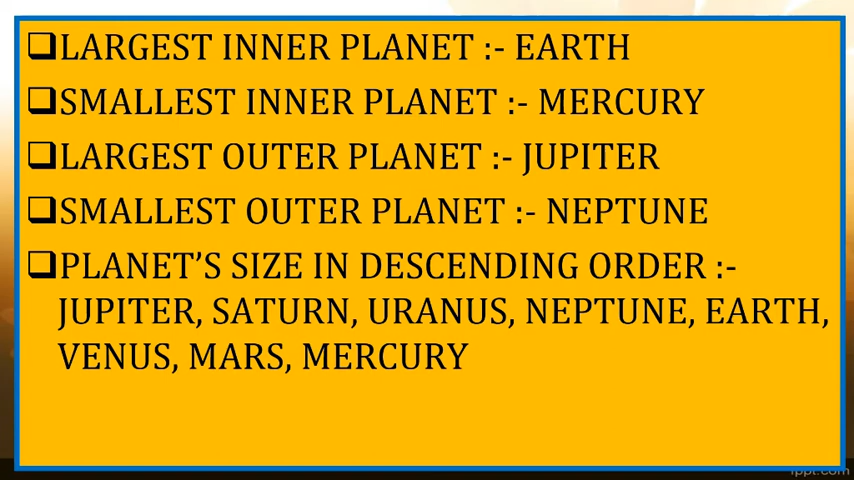 ❑LARGEST INNER PLANET :- EARTH
❑SMALLEST INNER PLANET :- MERCURY
❑LARGEST OUTER PLANET :- JUPITER
❑SMALLEST OUTER PLANET :- NEPTUNE
❑PLANET’S SIZE IN DESCENDING ORDER :-
JUPITER, SATURN, URANUS, NEPTUNE, EARTH,
VENUS, MARS, MERCURY
fppt.com